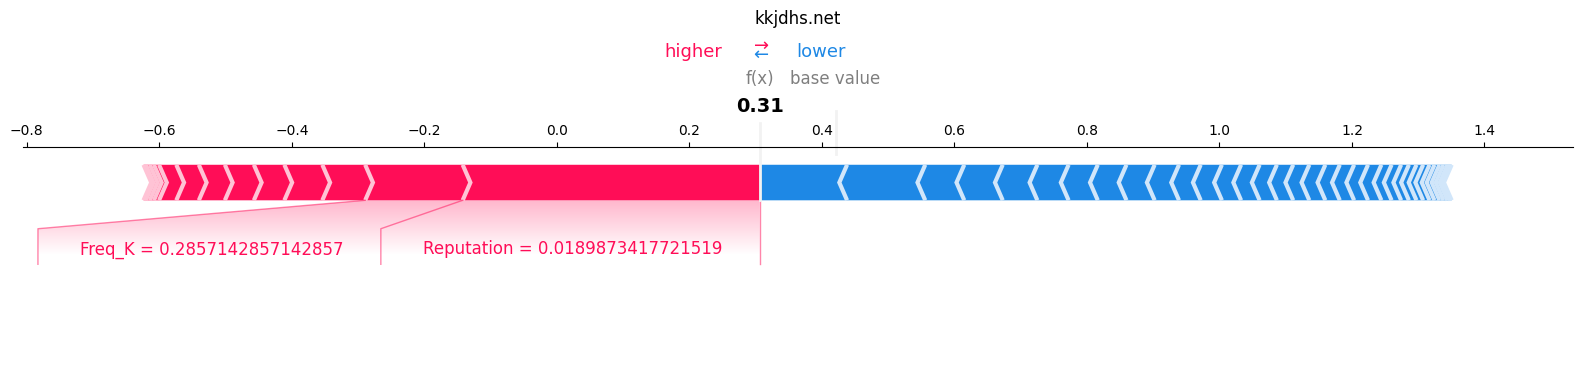 kkjdhs.net
higher ⇄ lower
f(x) base value
0.31
−0.8 −0.6 −0.4 −0.2 0.0 0.2 0.4 0.6 0.8 1.0 1.2 1.4
Freq_K = 0.2857142857142857 Reputation = 0.0189873417721519